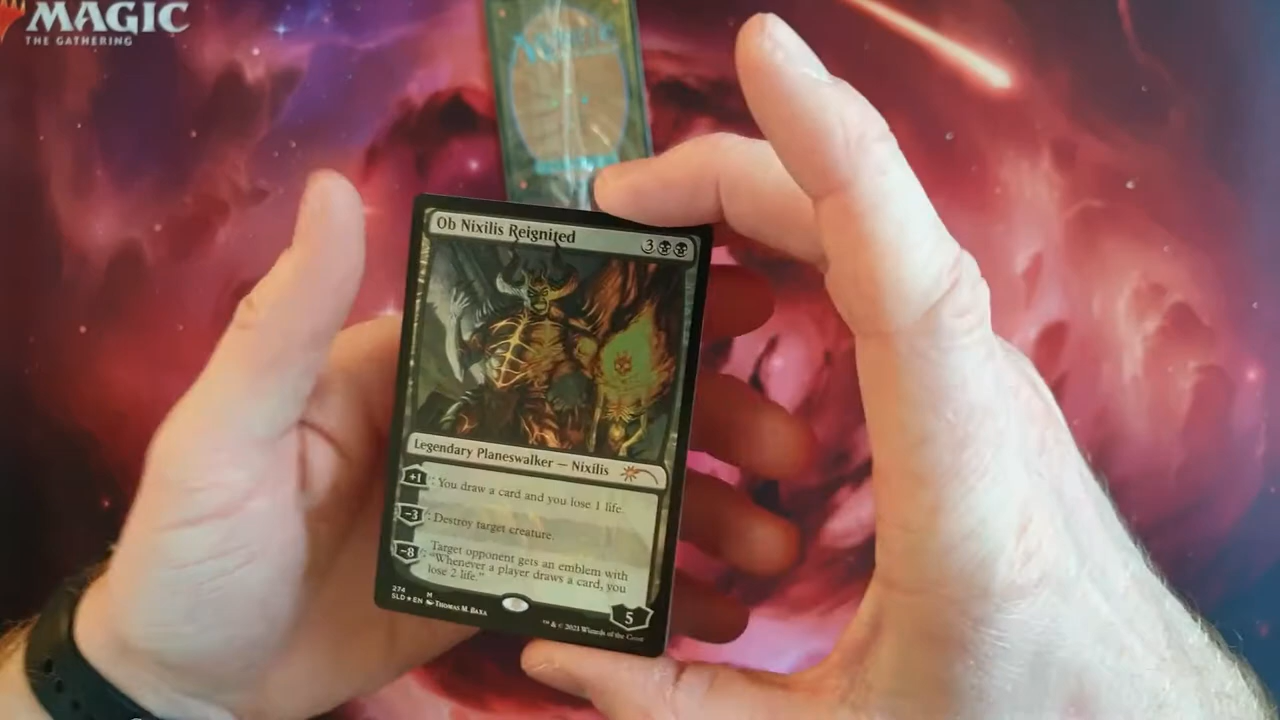 MAGIC
THE GATHERING
MAGIC
Ob Nixilis Reignited
3
Legendary Planeswalker — Nixilis
+1: You draw a card and you lose 1 life.
−3: Destroy target creature.
−8: Target opponent gets an emblem with
"Whenever a player draws a card, you
lose 2 life."
274 M
SLD ★ EN Thomas M. Baxa
5
™ & © 2021 Wizards of the Coast